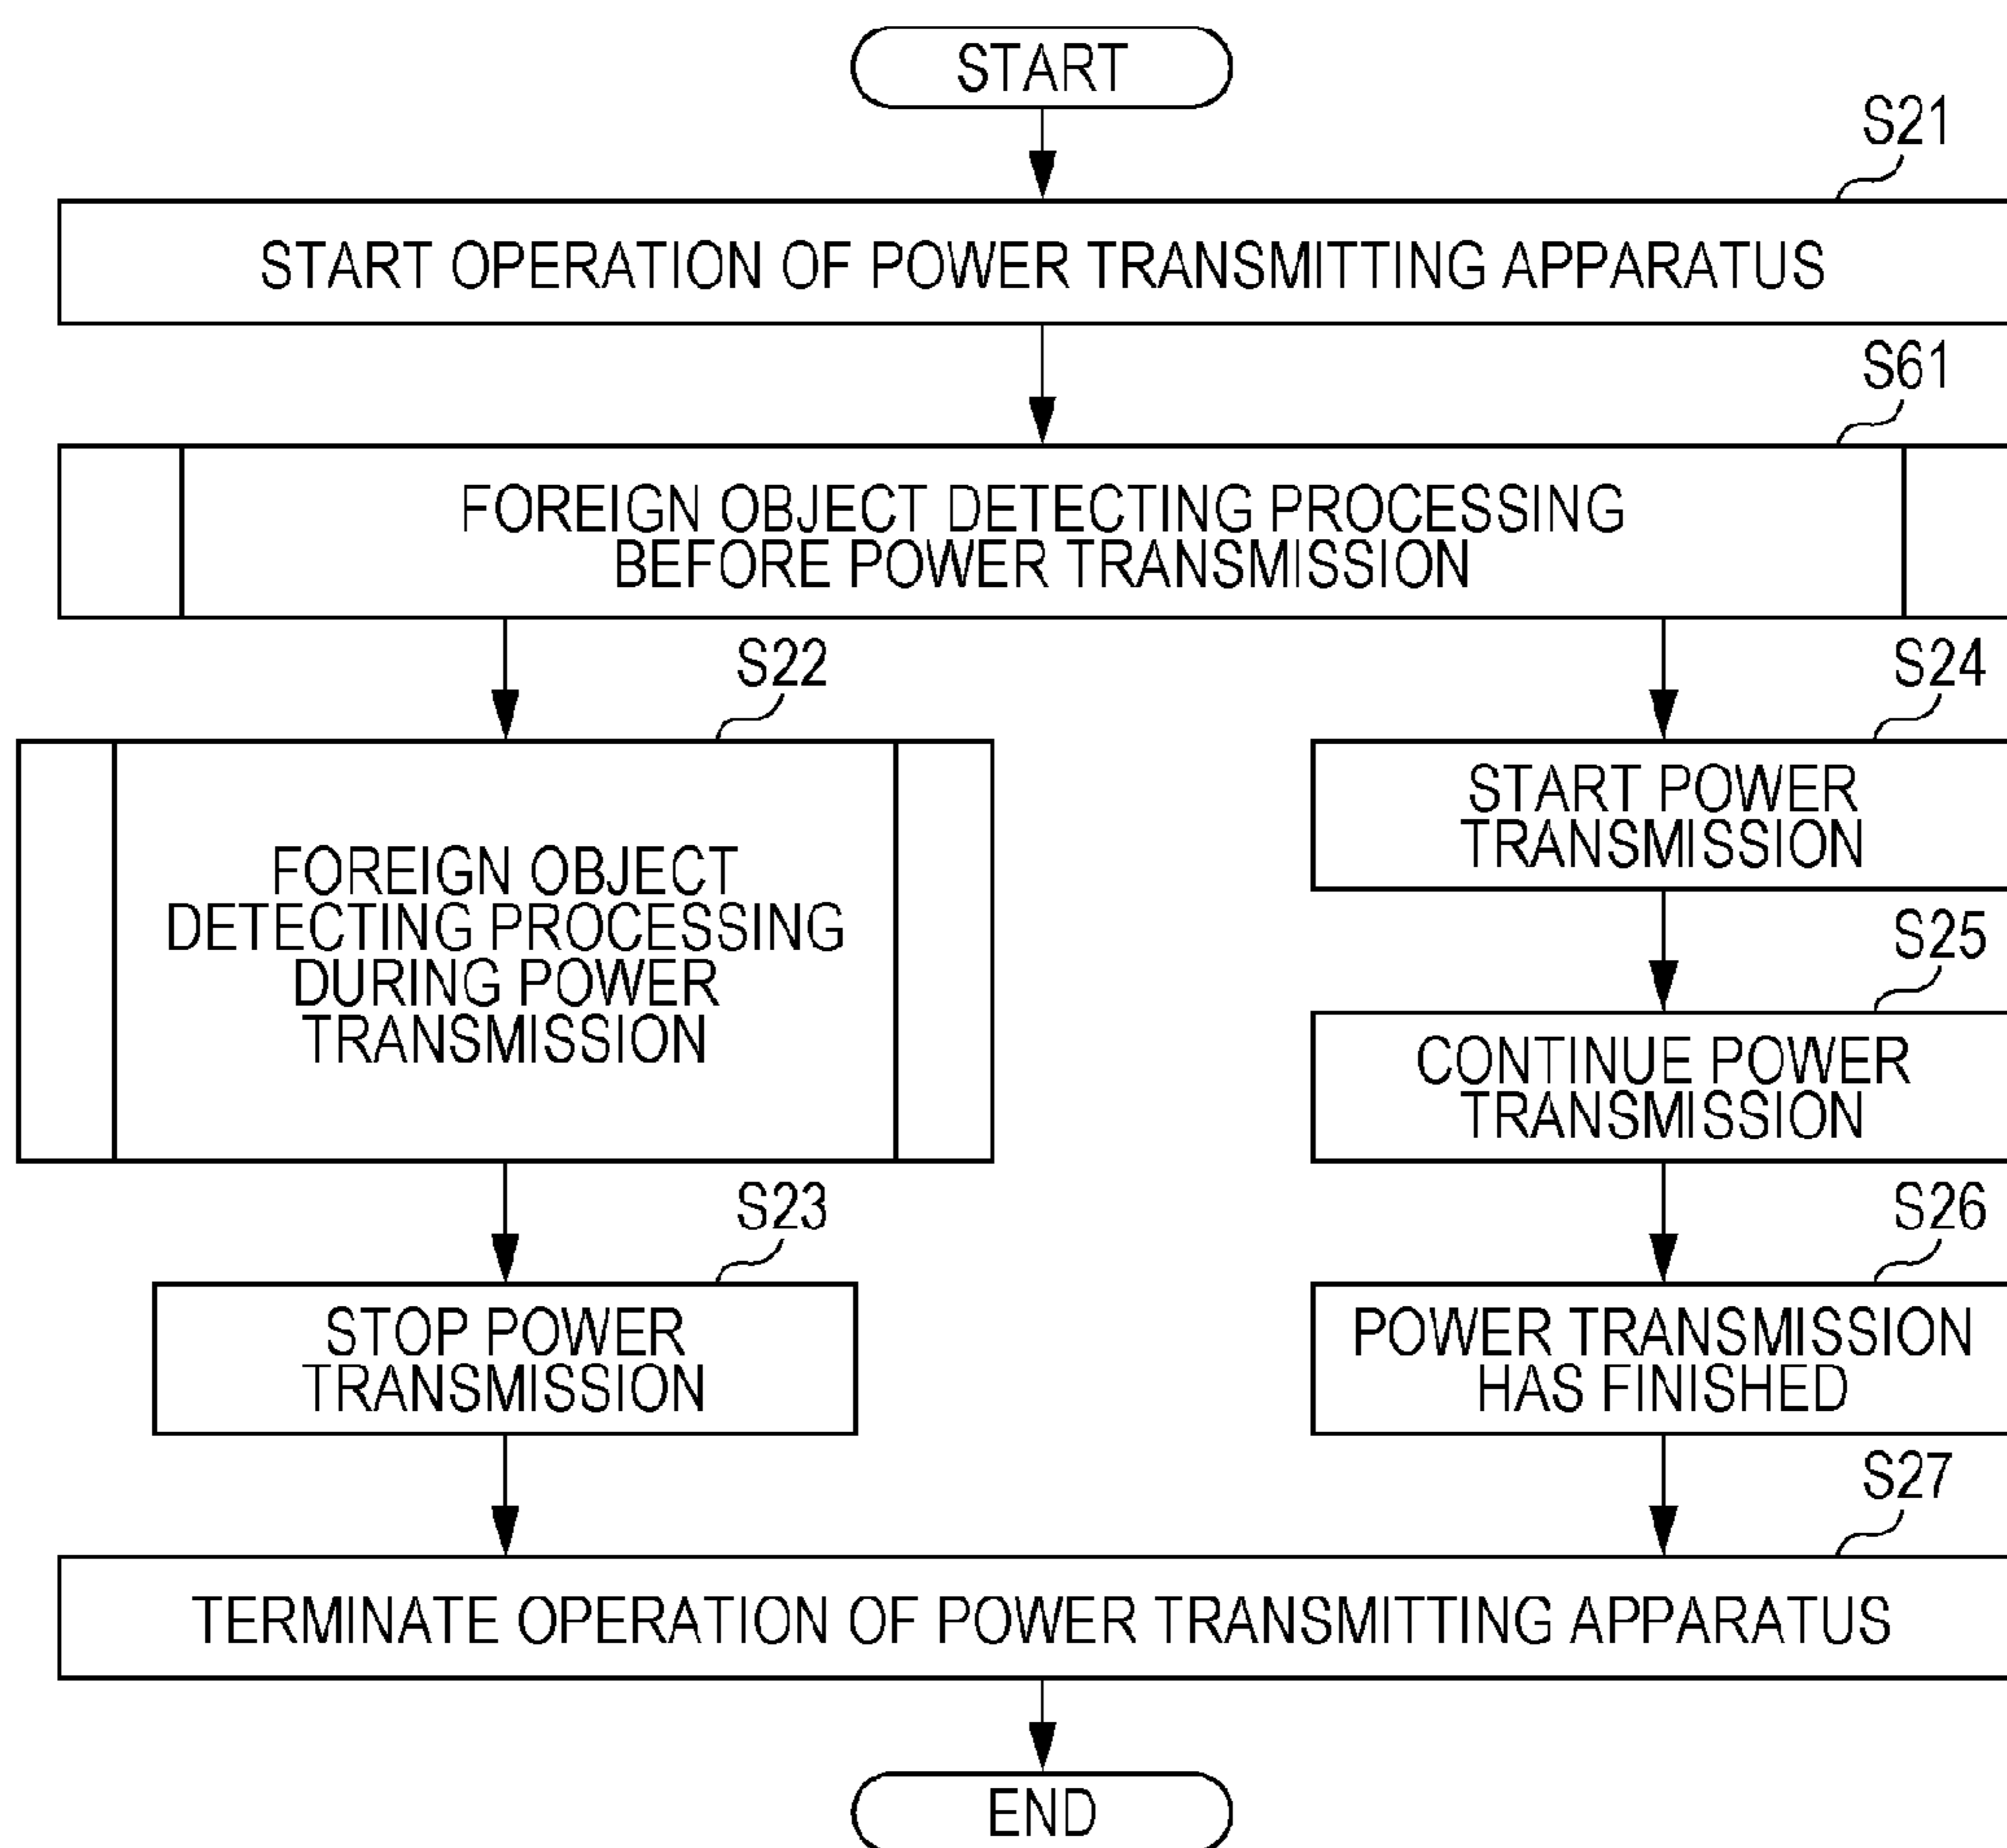 START
S21
START OPERATION OF POWER TRANSMITTING APPARATUS
S61
FOREIGN OBJECT DETECTING PROCESSING
BEFORE POWER TRANSMISSION
S22
FOREIGN OBJECT
DETECTING PROCESSING
DURING POWER
TRANSMISSION
S23
STOP POWER
TRANSMISSION
S24
START POWER
TRANSMISSION
S25
CONTINUE POWER
TRANSMISSION
S26
POWER TRANSMISSION
HAS FINISHED
S27
TERMINATE OPERATION OF POWER TRANSMITTING APPARATUS
END